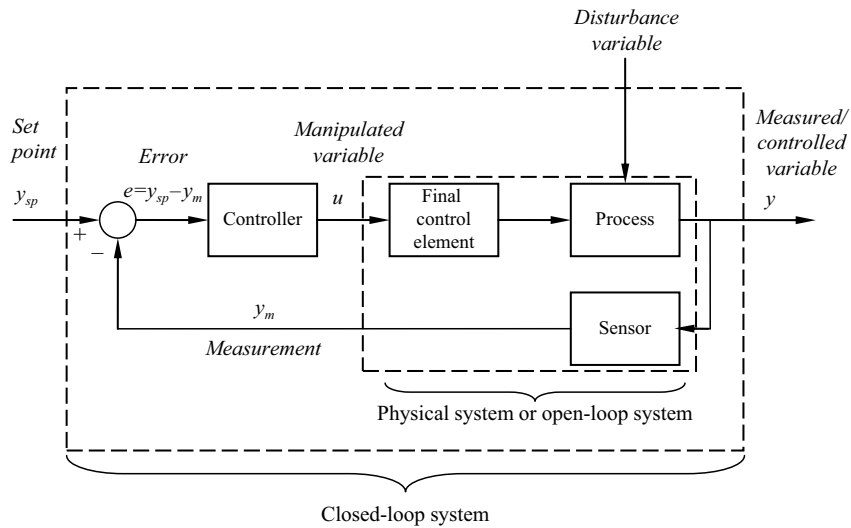 Disturbance
variable
Set
point
y_sp
+
−
Error
e=y_sp−y_m
Controller
Manipulated
variable
u
Final
control
element
Process
Measured/
controlled
variable
y
y_m
Measurement
Sensor
Physical system or open-loop system
Closed-loop system